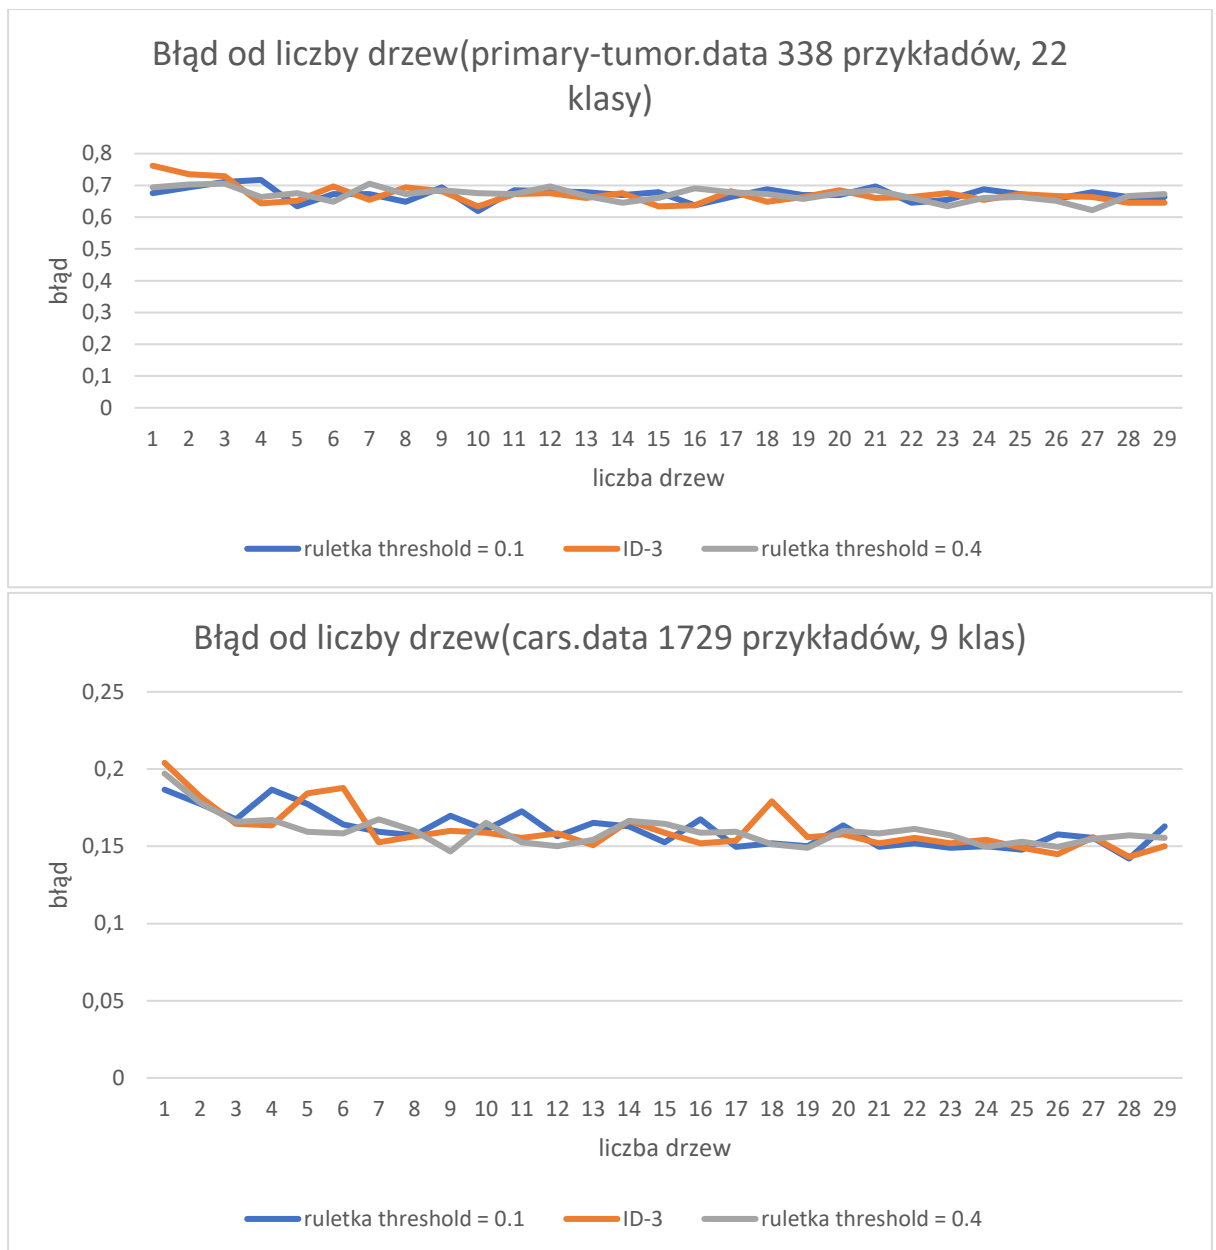 Błąd od liczby drzew(primary-tumor.data 338 przykładów, 22
klasy)
0,8
0,7
0,6
0,5
0,4
0,3
0,2
0,1
0
błąd
1 2 3 4 5 6 7 8 9 10 11 12 13 14 15 16 17 18 19 20 21 22 23 24 25 26 27 28 29
liczba drzew
ruletka threshold = 0.1 ID-3 ruletka threshold = 0.4
Błąd od liczby drzew(cars.data 1729 przykładów, 9 klas)
0,25
0,2
0,15
0,1
0,05
0
błąd
1 2 3 4 5 6 7 8 9 10 11 12 13 14 15 16 17 18 19 20 21 22 23 24 25 26 27 28 29
liczba drzew
ruletka threshold = 0.1 ID-3 ruletka threshold = 0.4